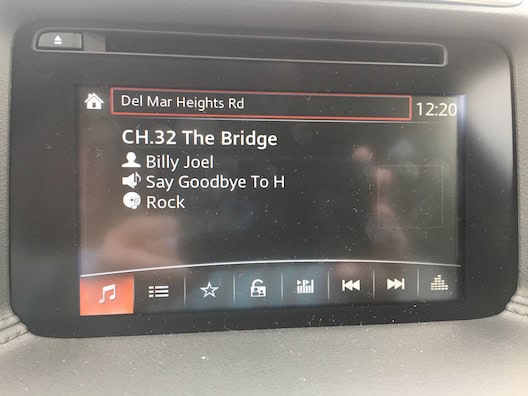 Del Mar Heights Rd
12:20
CH.32 The Bridge
Billy Joel
Say Goodbye To H
Rock